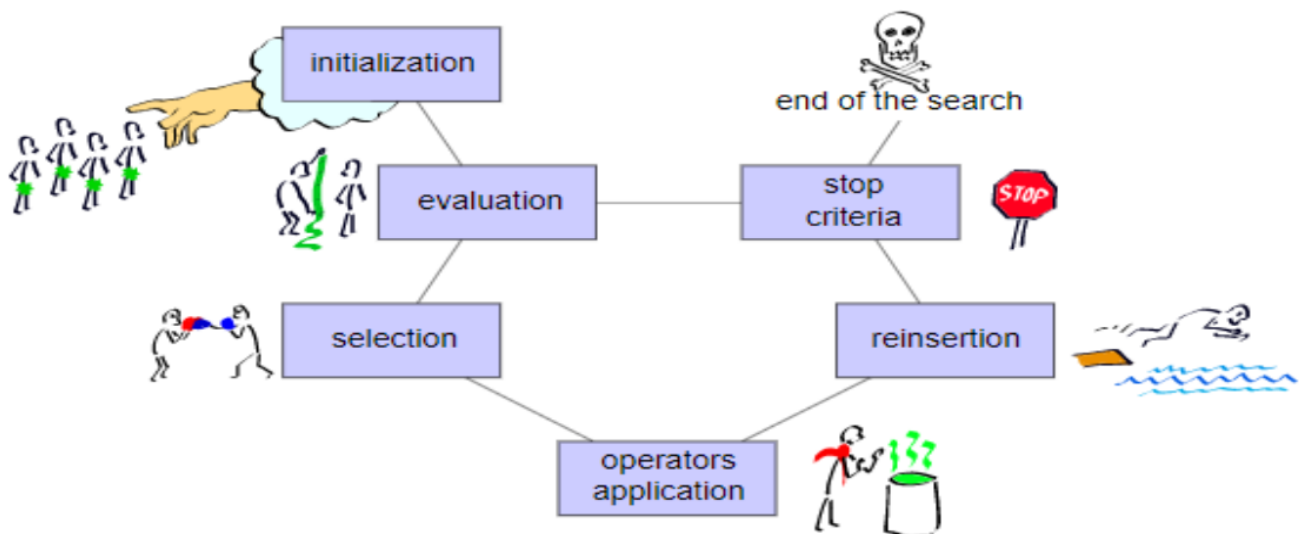 initialization
end of the search
evaluation
stop
criteria
STOP
selection
reinsertion
operators
application